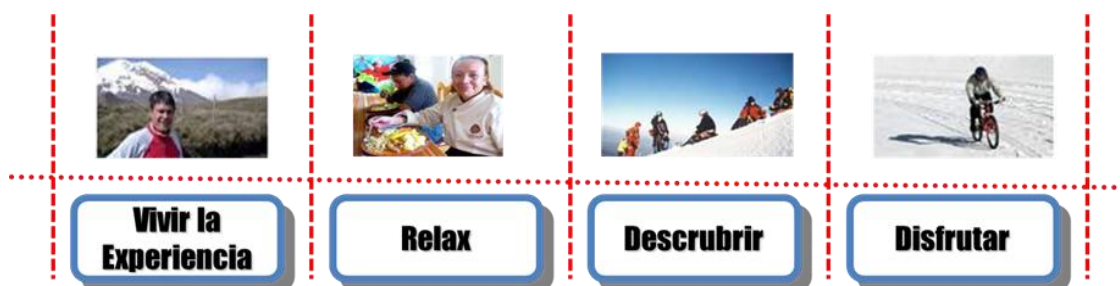 Vivir la
Experiencia
Relax
Descrubrir
Disfrutar